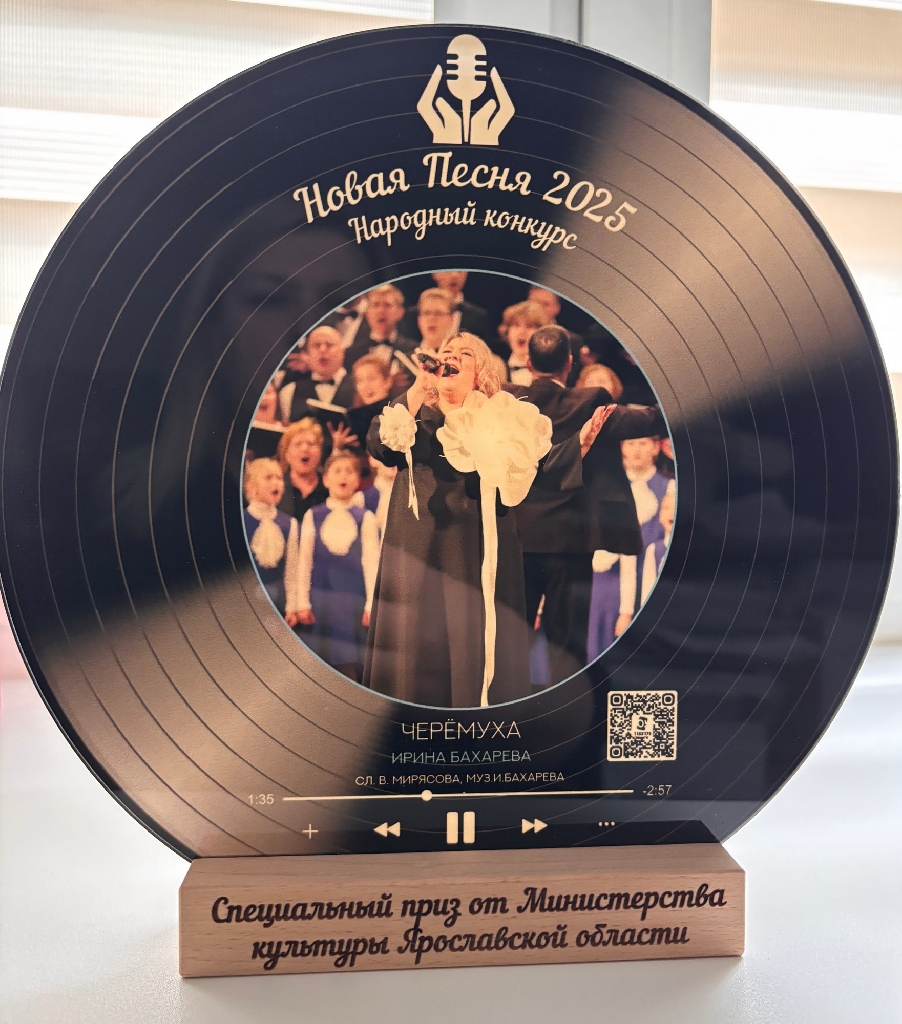 Новая Песня 2025
Народный конкурс
ЧЕРЁМУХА
ИРИНА БАХАРЕВА
СЛ. В. МИРЯСОВА, МУЗ.И.БАХАРЕВА
1:35 -2:57
Специальный приз от Министерства
культуры Ярославской области